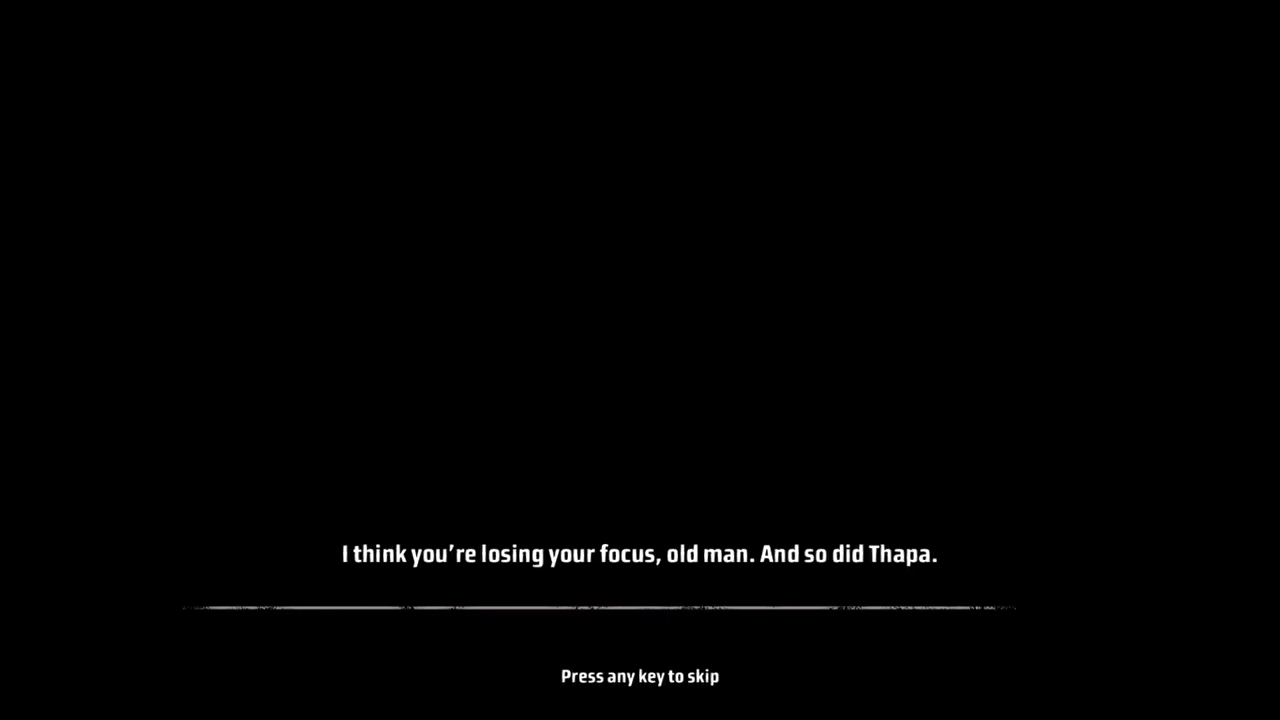 I think you’re losing your focus, old man. And so did Thapa.
Press any key to skip